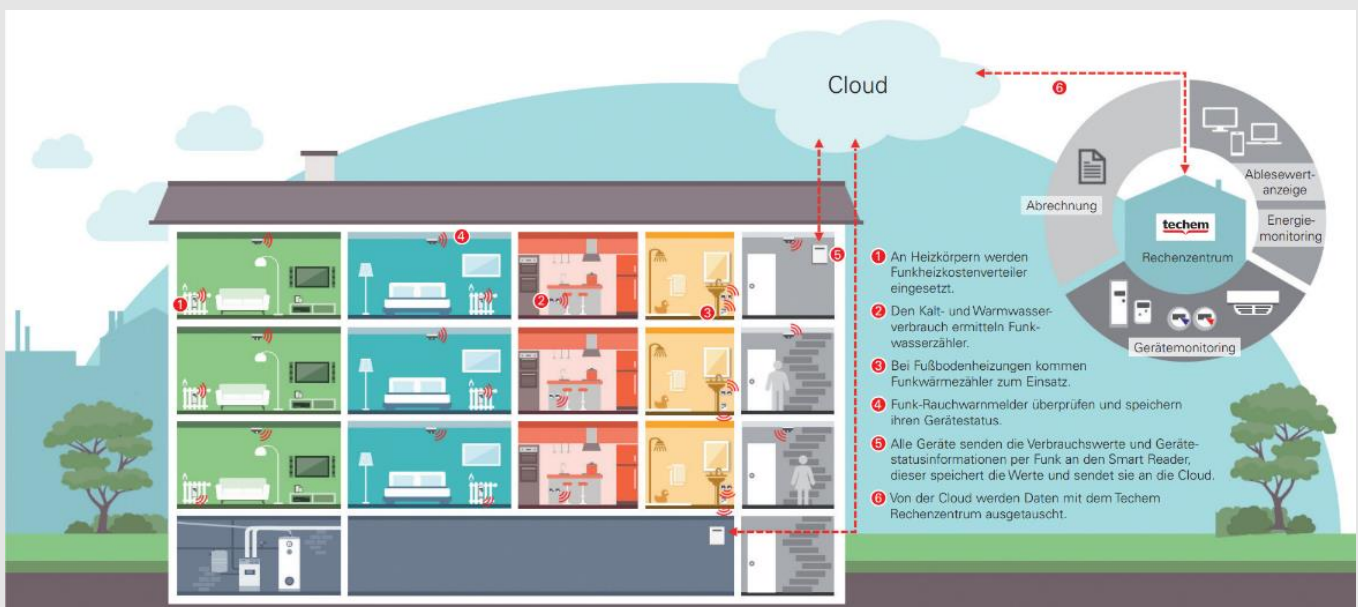 Cloud
6
Abrechnung
Ablesewert-
anzeige
Energie-
monitoring
techem
Rechenzentrum
Gerätemonitoring
4
5
1
2
3
1 An Heizkörpern werden
Funkheizkostenverteiler
eingesetzt.
2 Den Kalt- und Warmwasser-
verbrauch ermitteln Funk-
wasserzähler.
3 Bei Fußbodenheizungen kommen
Funkwärmezähler zum Einsatz.
4 Funk-Rauchwarnmelder überprüfen und speichern
ihren Gerätestatus.
5 Alle Geräte senden die Verbrauchswerte und Geräte-
statusinformationen per Funk an den Smart Reader,
dieser speichert die Werte und sendet sie an die Cloud.
6 Von der Cloud werden Daten mit dem Techem
Rechenzentrum ausgetauscht.